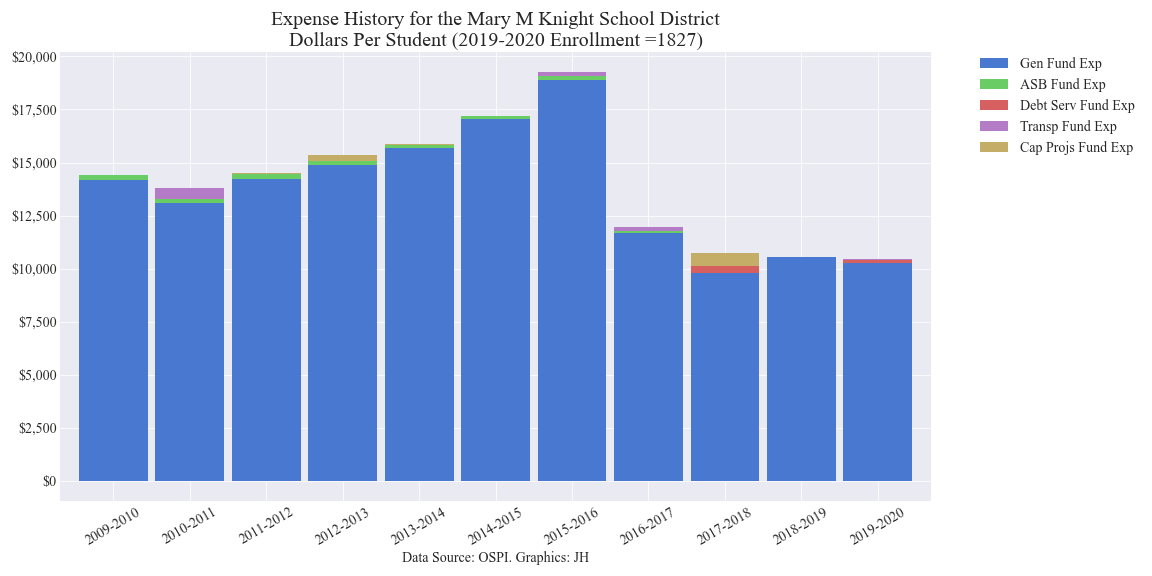 Expense History for the Mary M Knight School District
Dollars Per Student (2019-2020 Enrollment =1827)
$20,000
$17,500
$15,000
$12,500
$10,000
$7,500
$5,000
$2,500
$0
Gen Fund Exp
ASB Fund Exp
Debt Serv Fund Exp
Transp Fund Exp
Cap Projs Fund Exp
2009-2010
2010-2011
2011-2012
2012-2013
2013-2014
2014-2015
2015-2016
2016-2017
2017-2018
2018-2019
2019-2020
Data Source: OSPI. Graphics: JH